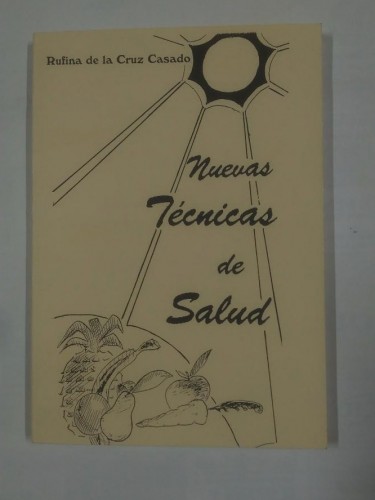 Rufina de la Cruz Casado
Nuevas
Técnicas
de
Salud